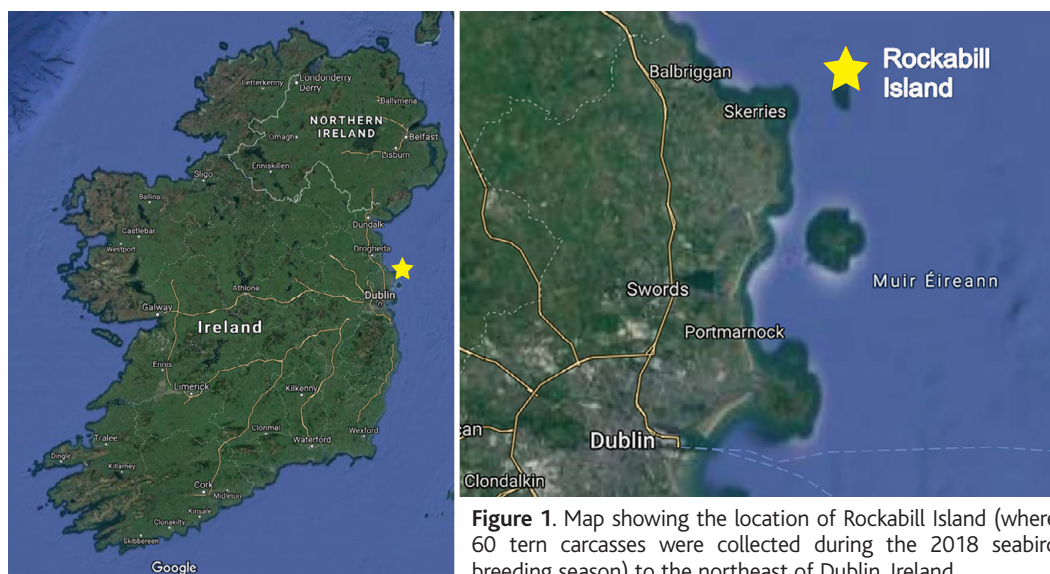 Letterkenny
Londonderry
Derry
Ballymena
NORTHERN
IRELAND
Omagh
Belfast
Lisburn
Enniskillen
Sligo
Ballina
Dundalk
Castlebar
Westport
Drogheda
Athlone
Dublin
Galway
Ireland
Ennis
Limerick
Kilkenny
Clonmel
Wexford
Tralee
Waterford
Dingle
Killarney
Cork
Midleton
Kinsale
Clonakilty
Skibbereen
Google
Balbriggan
Rockabill
Island
Skerries
Muir Éireann
Swords
Portmarnock
an
Dublin
Clondalkin
Figure 1. Map showing the location of Rockabill Island (where
60 tern carcasses were collected during the 2018 seabird
breeding season) to the northeast of Dublin, Ireland